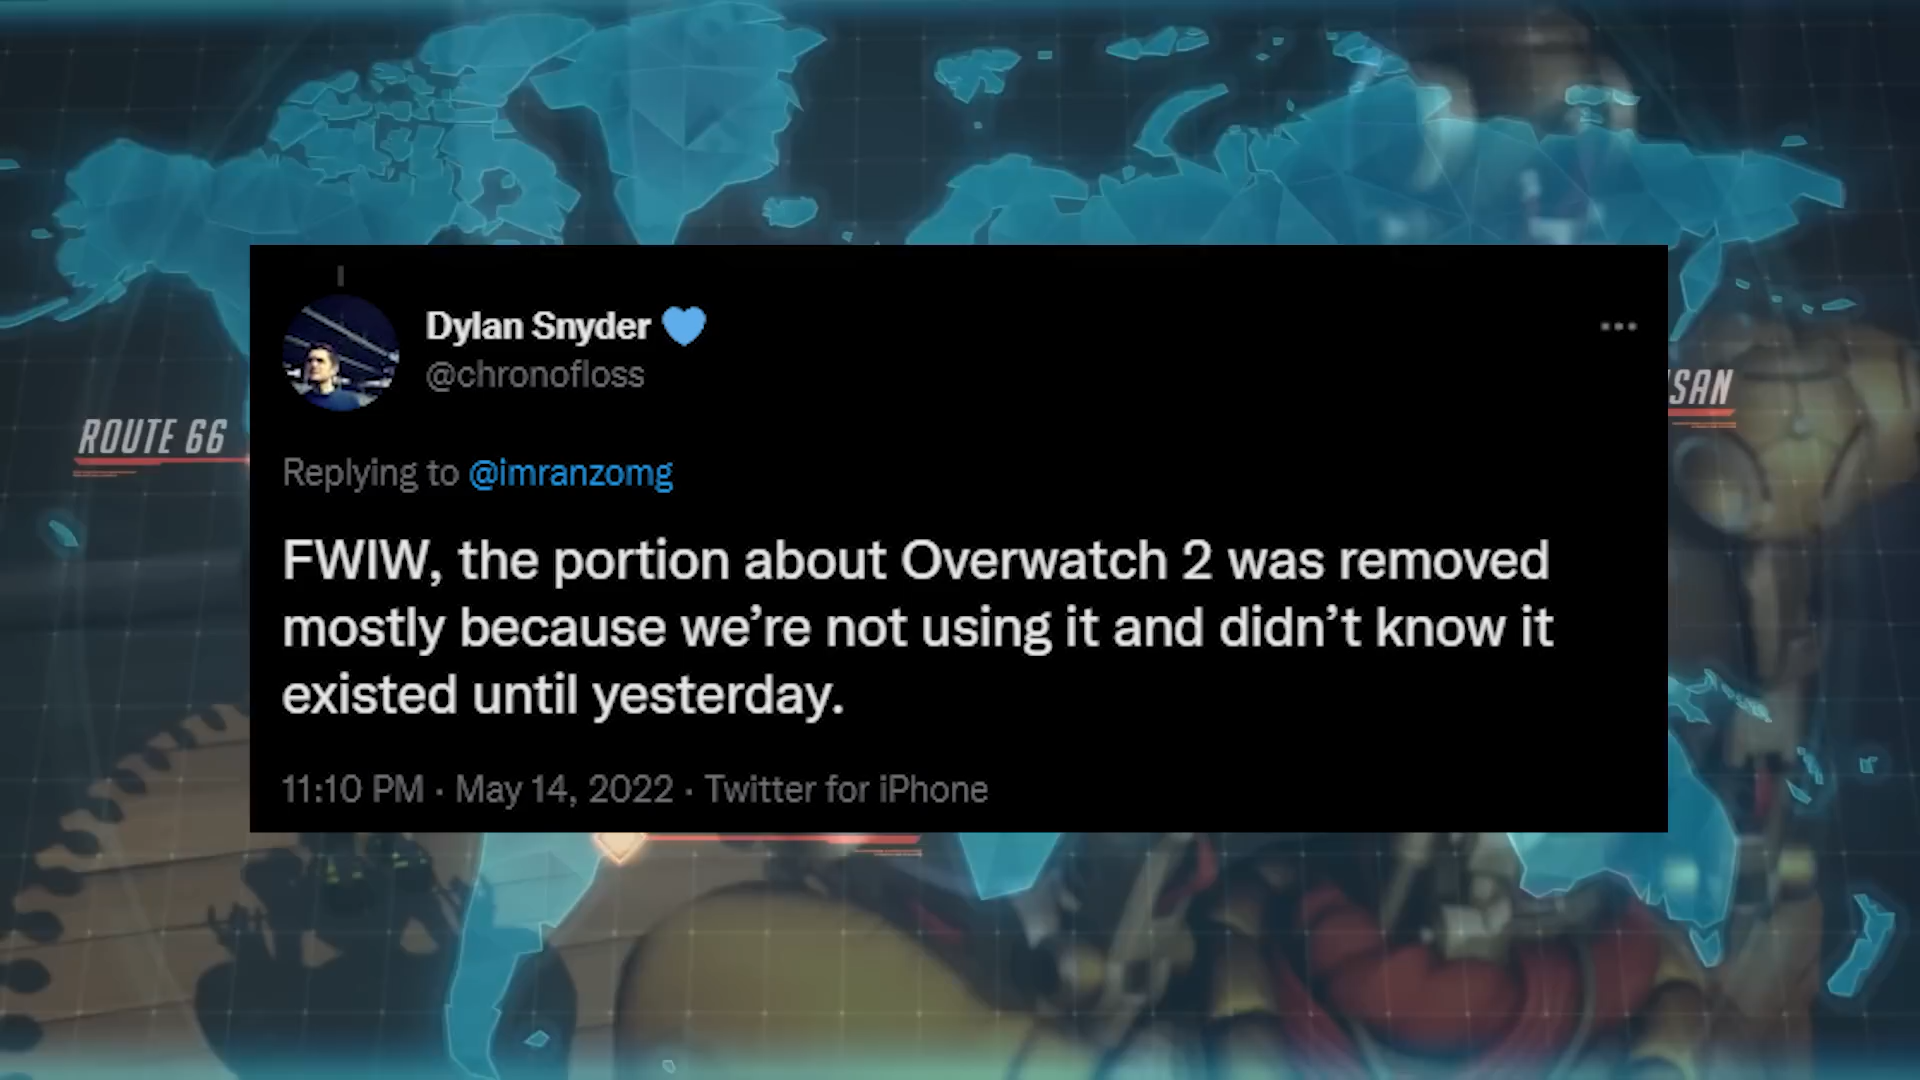 Dylan Snyder 💙
@chronofloss
ROUTE 66
SAN
Replying to @imranzomg
FWIW, the portion about Overwatch 2 was removed
mostly because we’re not using it and didn’t know it
existed until yesterday.
11:10 PM · May 14, 2022 · Twitter for iPhone